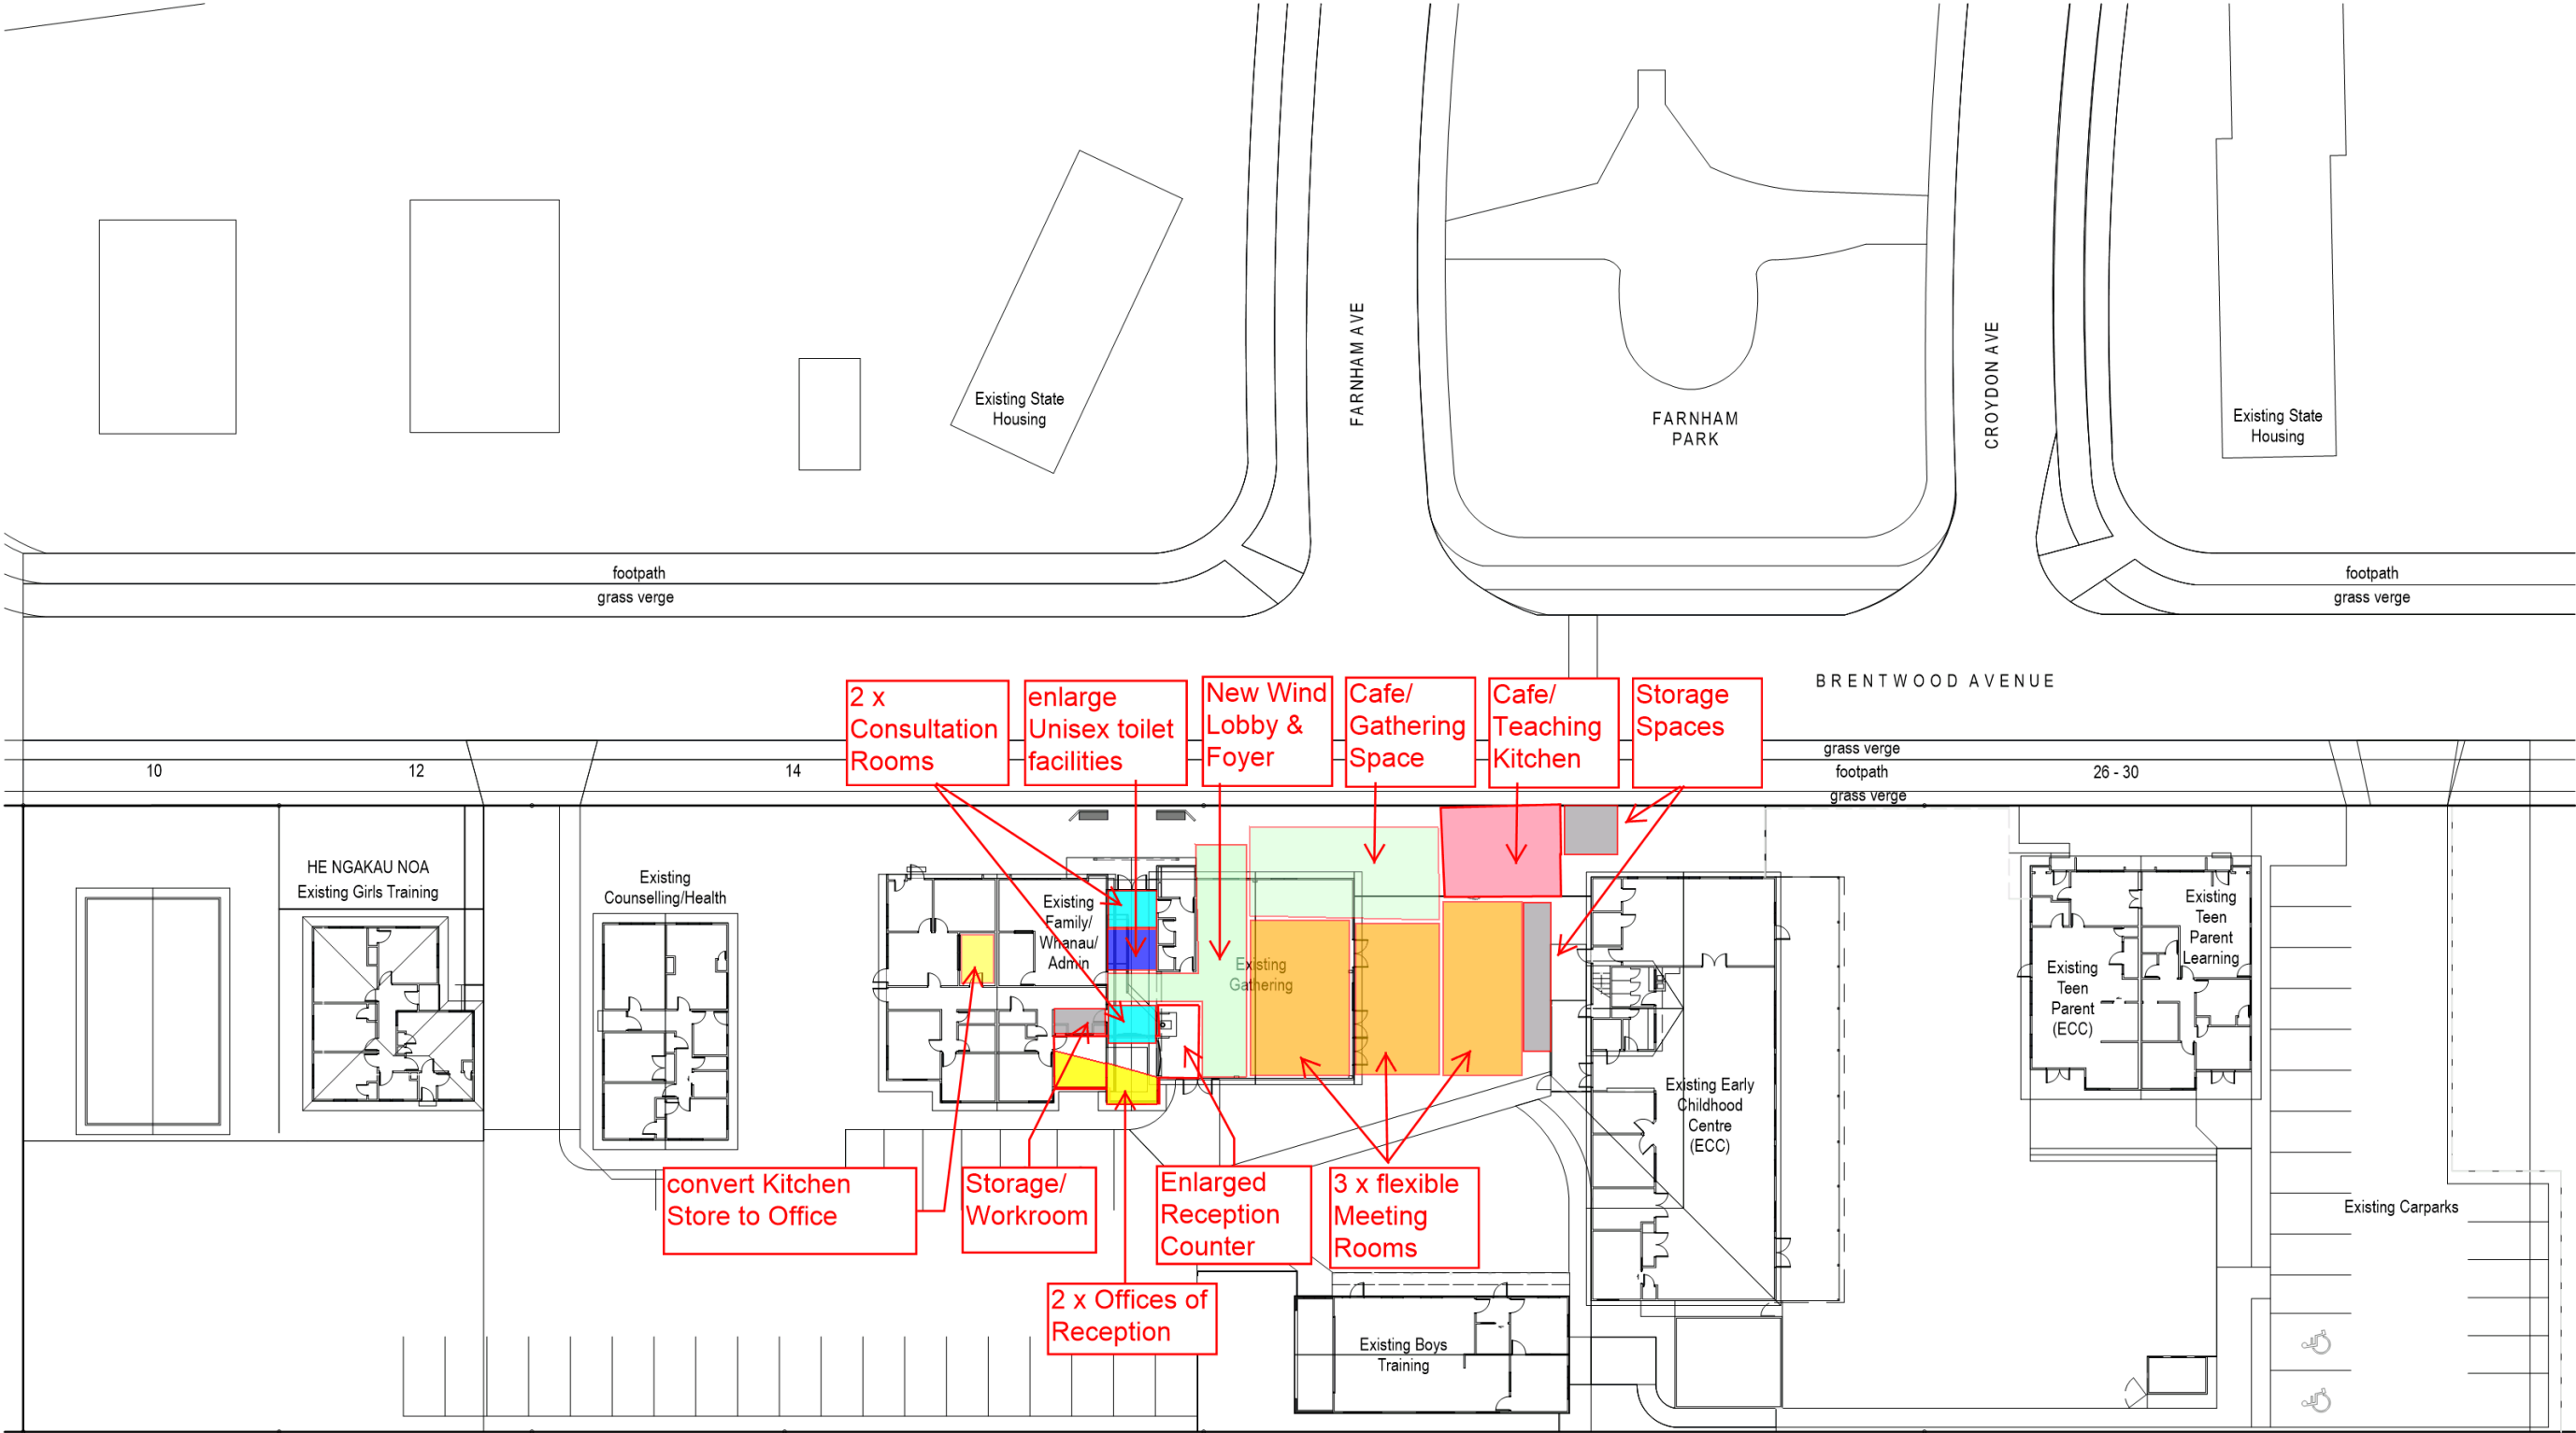 FARNHAM AVE
CROYDON AVE
Existing State
Housing
FARNHAM
PARK
Existing State
Housing
footpath
grass verge
footpath
grass verge
BRENTWOOD AVENUE
2 x
Consultation
Rooms
enlarge
Unisex toilet
facilities
New Wind
Lobby &
Foyer
Cafe/
Gathering
Space
Cafe/
Teaching
Kitchen
Storage
Spaces
grass verge
footpath
grass verge
10
12
14
26 - 30
HE NGAKAU NOA
Existing Girls Training
Existing
Counselling/Health
Existing
Family/
Whanau/
Admin
Existing
Gathering
Existing Early
Childhood
Centre
(ECC)
Existing
Teen
Parent
(ECC)
Existing
Teen
Parent
Learning
convert Kitchen
Store to Office
Storage/
Workroom
Enlarged
Reception
Counter
3 x flexible
Meeting
Rooms
Existing Carparks
2 x Offices of
Reception
Existing Boys
Training